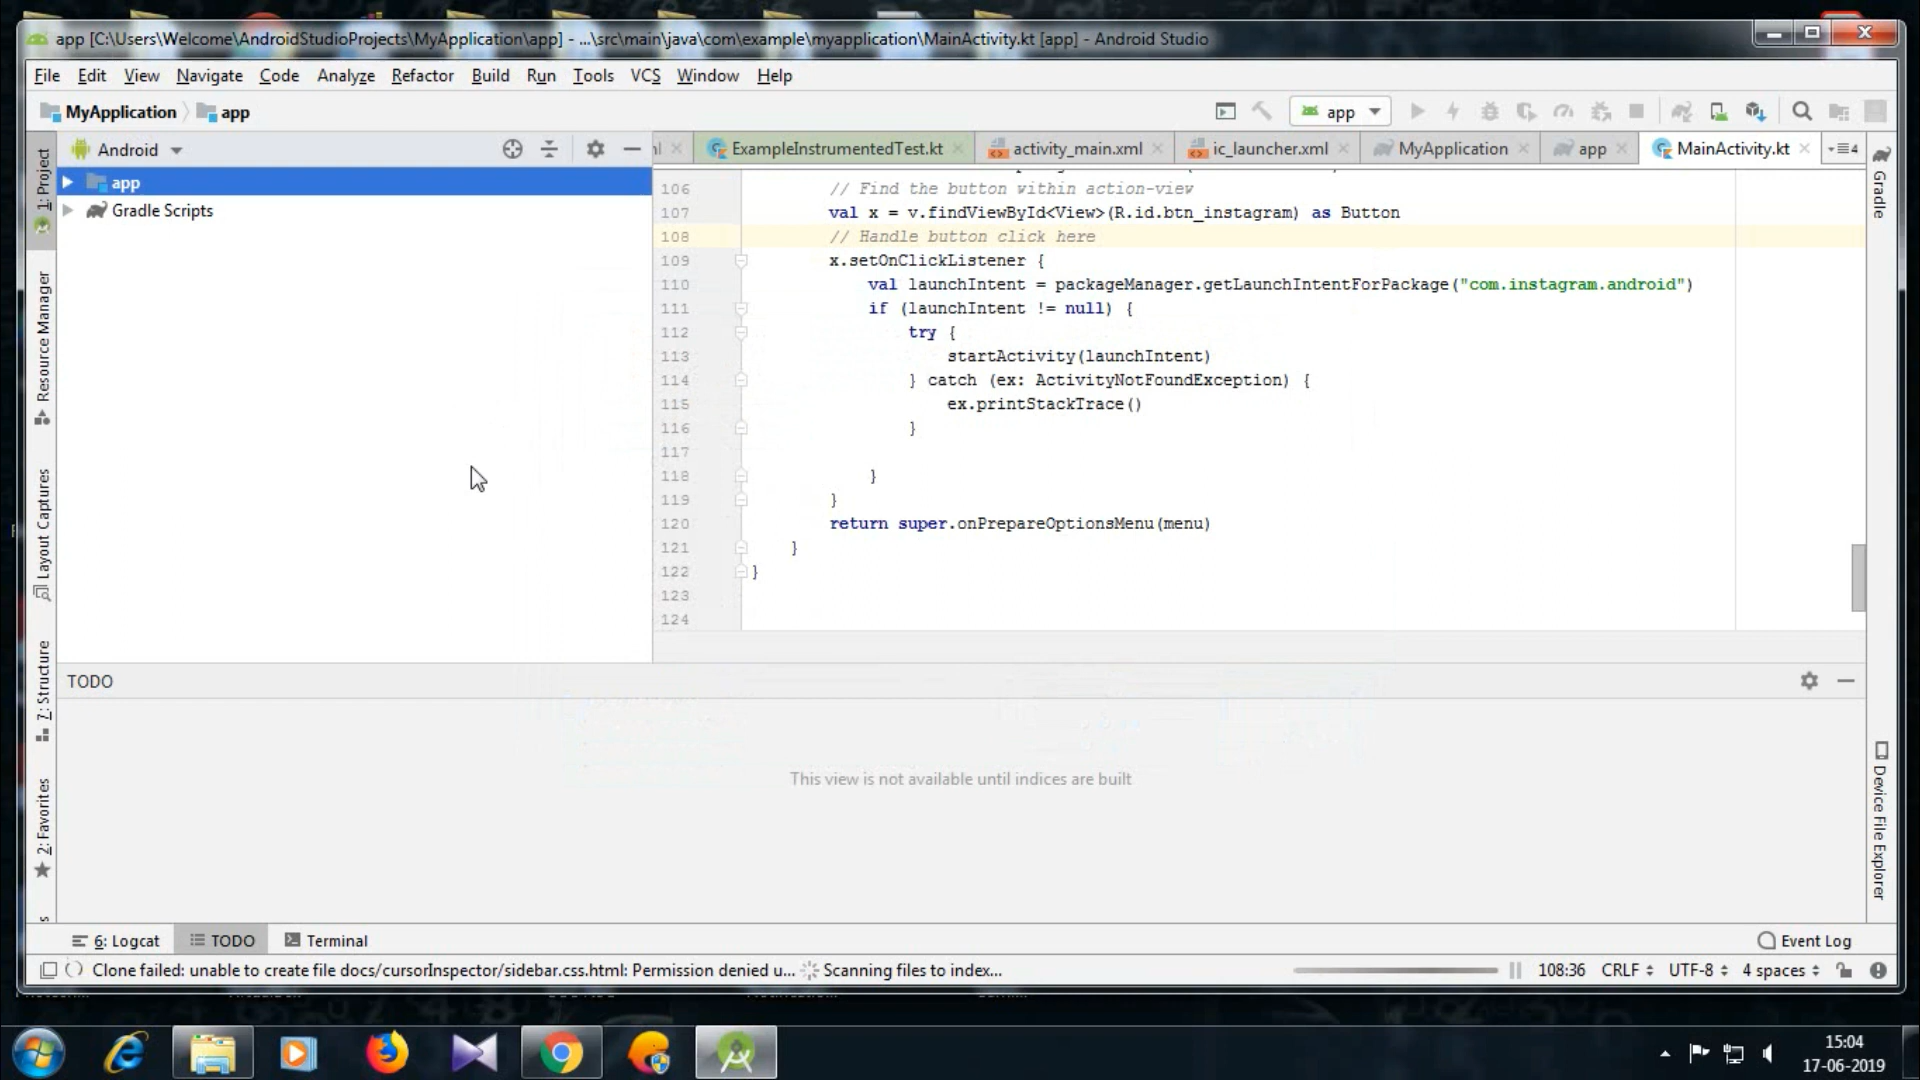 app [C:\Users\Welcome\AndroidStudioProjects\MyApplication\app] - ...\src\main\java\com\example\myapplication\MainActivity.kt [app] - Android Studio
File Edit View Navigate Code Analyze Refactor Build Run Tools VCS Window Help
MyApplication app
app
Android
ExampleInstrumentedTest.kt activity_main.xml ic_launcher.xml MyApplication app MainActivity.kt
4
1: Project
Resource Manager
Layout Captures
7: Structure
2: Favorites
app
Gradle Scripts
106 // Find the button within action-view
107 val x = v.findViewById<View>(R.id.btn_instagram) as Button
108 // Handle button click here
109 x.setOnClickListener {
110 val launchIntent = packageManager.getLaunchIntentForPackage("com.instagram.android")
111 if (launchIntent != null) {
112 try {
113 startActivity(launchIntent)
114 } catch (ex: ActivityNotFoundException) {
115 ex.printStackTrace()
116 }
117
118 }
119 }
120 return super.onPrepareOptionsMenu(menu)
121 }
122 }
123
124
Gradle
Device File Explorer
TODO
This view is not available until indices are built
6: Logcat TODO Terminal Event Log
Clone failed: unable to create file docs/cursorInspector/sidebar.css.html: Permission denied u... Scanning files to index... 108:36 CRLF UTF-8 4 spaces
15:04
17-06-2019